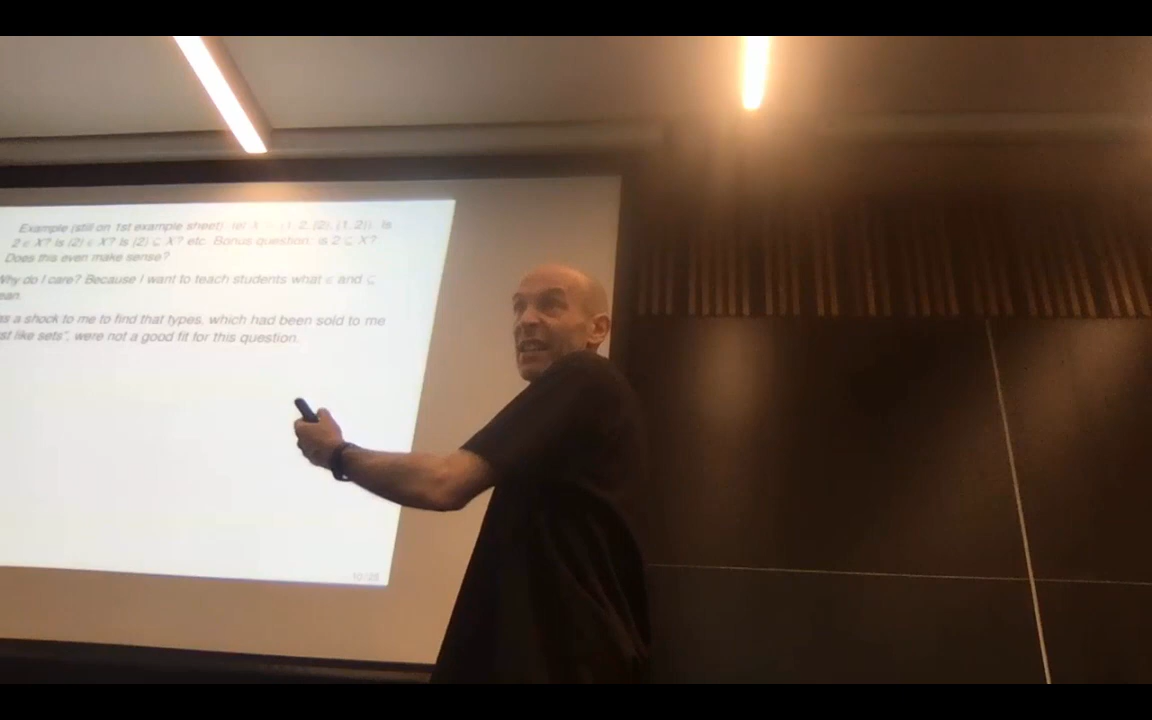 Example (still on 1st example sheet): let X = {1, 2, {2}, {1, 2}}. Is
2 ∈ X? Is {2} ∈ X? Is {2} ⊆ X? etc. Bonus question: is 2 ⊆ X?
Does this even make sense?
Why do I care? Because I want to teach students what ∈ and ⊆
ean.
as a shock to me to find that types, which had been sold to me
st like sets", were not a good fit for this question.